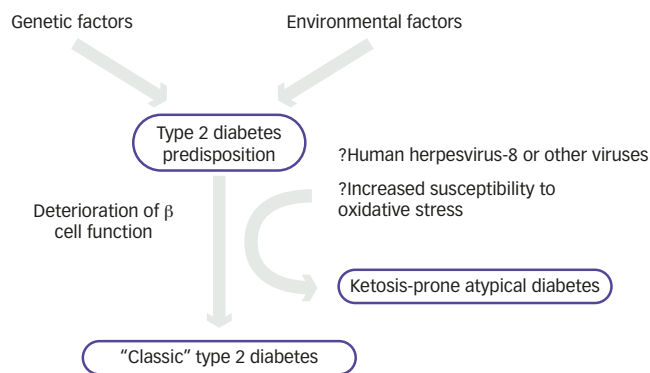 Genetic factors
Environmental factors
Type 2 diabetes
predisposition
?Human herpesvirus-8 or other viruses
?Increased susceptibility to
oxidative stress
Deterioration of β
cell function
Ketosis-prone atypical diabetes
“Classic” type 2 diabetes